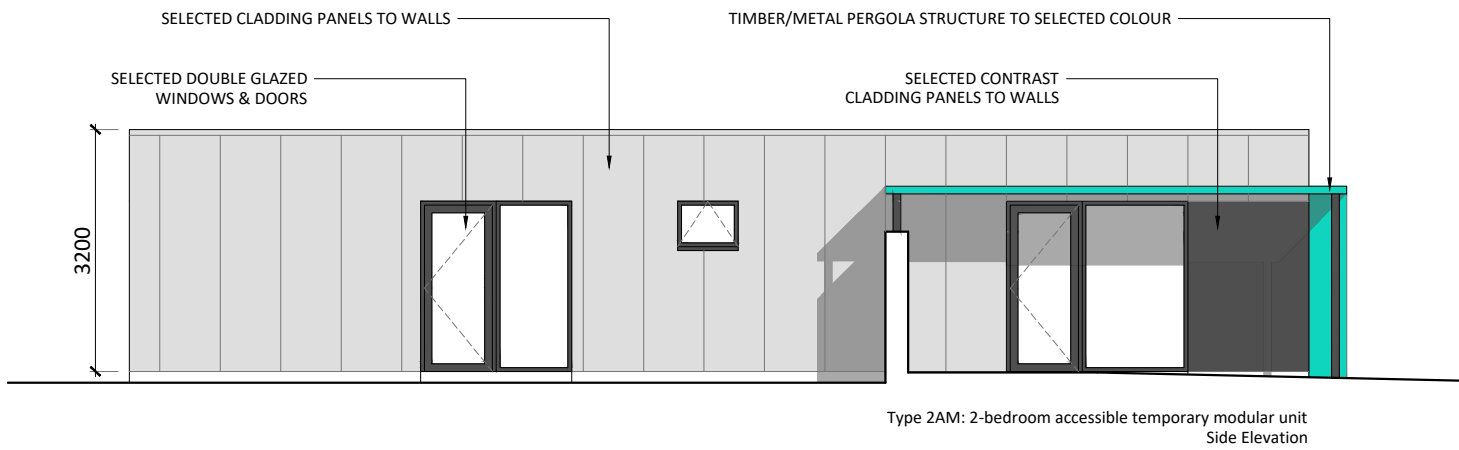 SELECTED CLADDING PANELS TO WALLS
TIMBER/METAL PERGOLA STRUCTURE TO SELECTED COLOUR
SELECTED DOUBLE GLAZED
WINDOWS & DOORS
SELECTED CONTRAST
CLADDING PANELS TO WALLS
3200
Type 2AM: 2-bedroom accessible temporary modular unit
Side Elevation